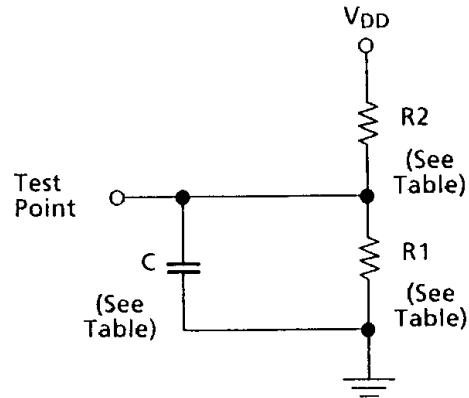 VDD
R2
(See
Table)
Test
Point
C
(See
Table)
R1
(See
Table)